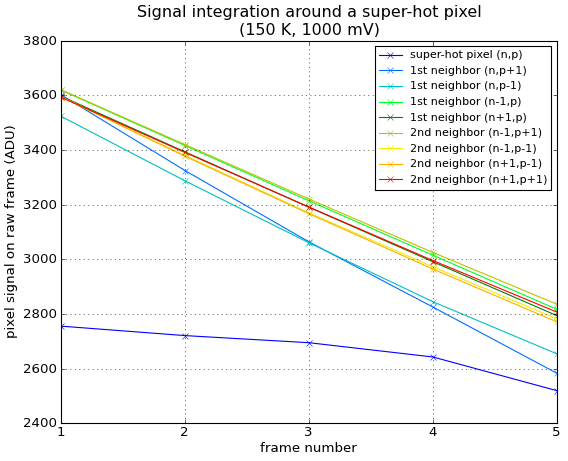 Signal integration around a super-hot pixel
(150 K, 1000 mV)
3800
3600
3400
3200
3000
2800
2600
2400
pixel signal on raw frame (ADU)
super-hot pixel (n,p)
1st neighbor (n,p+1)
1st neighbor (n,p-1)
1st neighbor (n-1,p)
1st neighbor (n+1,p)
2nd neighbor (n-1,p+1)
2nd neighbor (n-1,p-1)
2nd neighbor (n+1,p-1)
2nd neighbor (n+1,p+1)
1
2
3
4
5
frame number